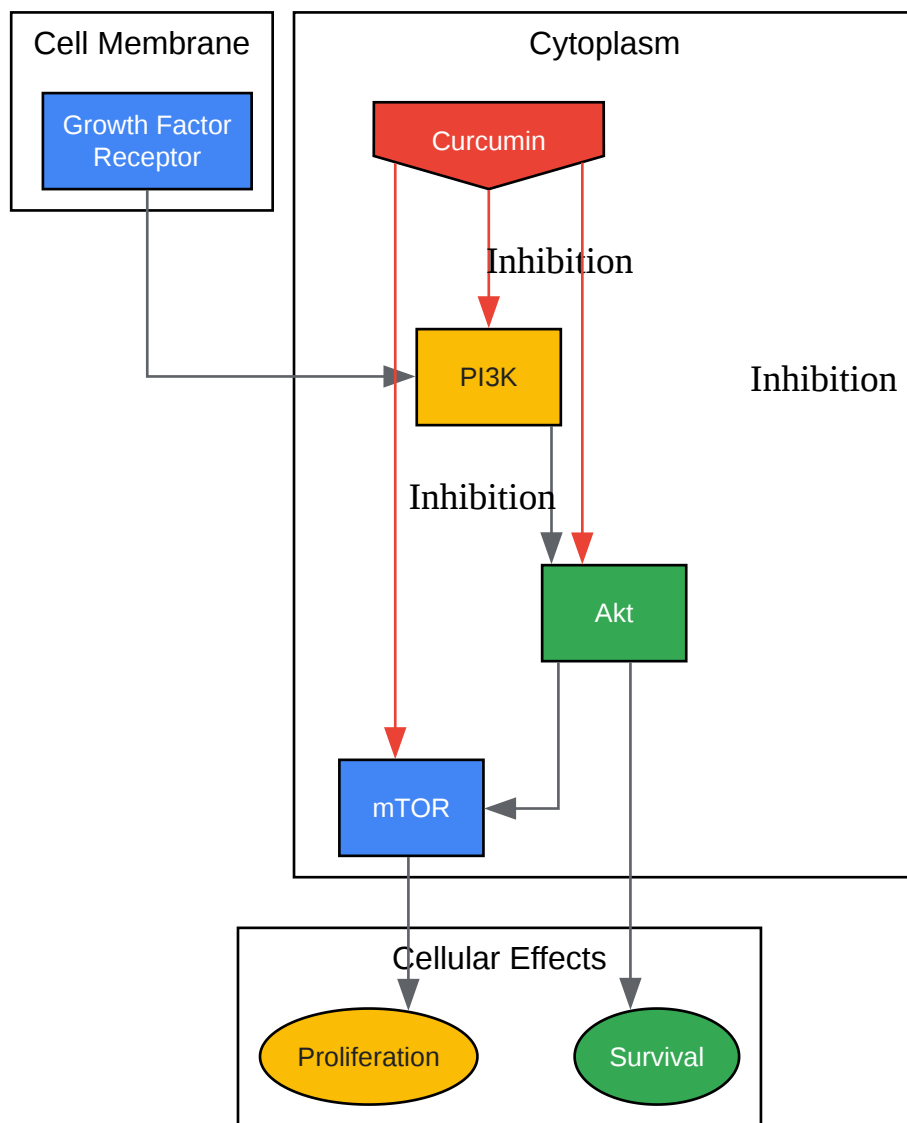 Cell Membrane
Growth Factor
Receptor
Cytoplasm
Curcumin
Inhibition
PI3K
Inhibition
Inhibition
Akt
mTOR
Cellular Effects
Proliferation
Survival